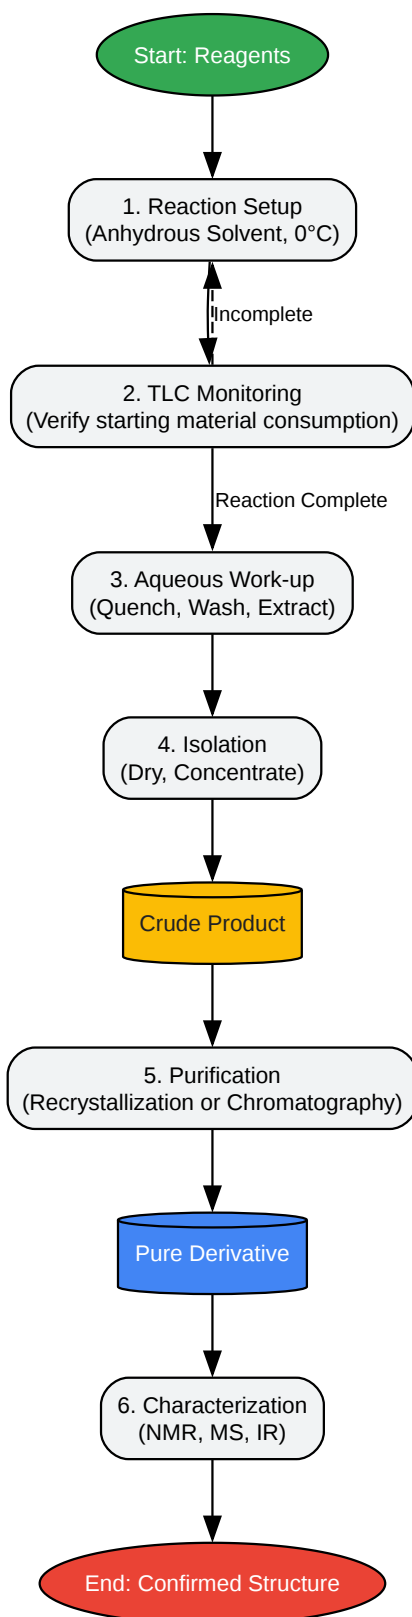 Start: Reagents
1. Reaction Setup
(Anhydrous Solvent, 0°C)
Incomplete
2. TLC Monitoring
(Verify starting material consumption)
Reaction Complete
3. Aqueous Work-up
(Quench, Wash, Extract)
4. Isolation
(Dry, Concentrate)
Crude Product
5. Purification
(Recrystallization or Chromatography)
Pure Derivative
6. Characterization
(NMR, MS, IR)
End: Confirmed Structure